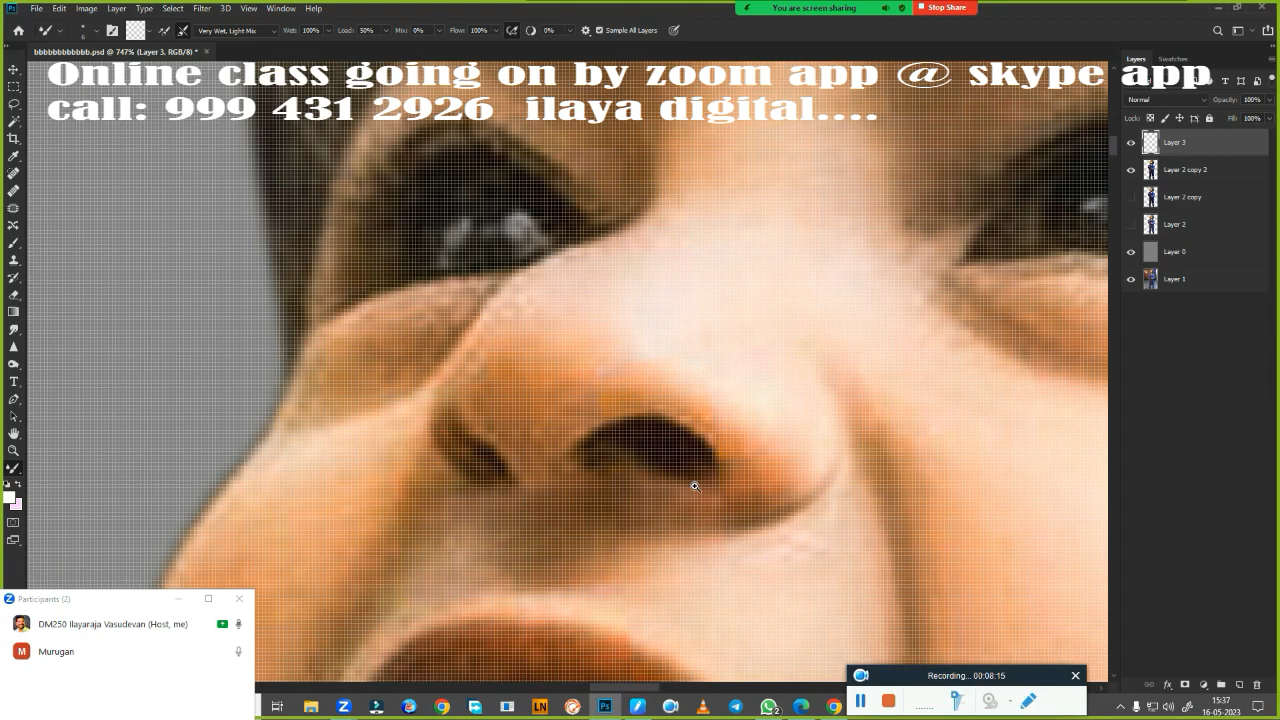 You are screen sharing
Stop Share
File Edit Image Layer Type Select Filter 3D View Window Help
Very Wet, Light Mix Wet: 100% Load: 50% Mix: 0% Flow: 100% 0% Sample All Layers
bbbbbbbbbbbb.psd @ 747% (Layer 3, RGB/8) *
Online class going on by zoom app @ skype app
call: 999 431 2926 ilaya digital....
Layers Swatches
Normal Opacity: 100%
Lock: Fill: 100%
Layer 3
Layer 2 copy 2
Layer 2 copy
Layer 2
Layer 0
Layer 1
Participants (2)
DM250 Ilayaraja Vasudevan (Host, me)
M Murugan
Recording... 00:08:15
LN
Ps
2
ENG
15:37
16-05-2023